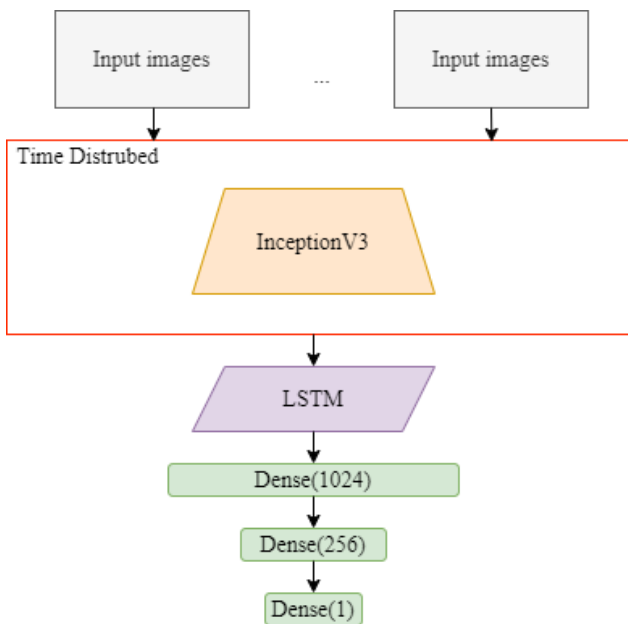 Input images
...
Input images
Time Distrubed
InceptionV3
LSTM
Dense(1024)
Dense(256)
Dense(1)